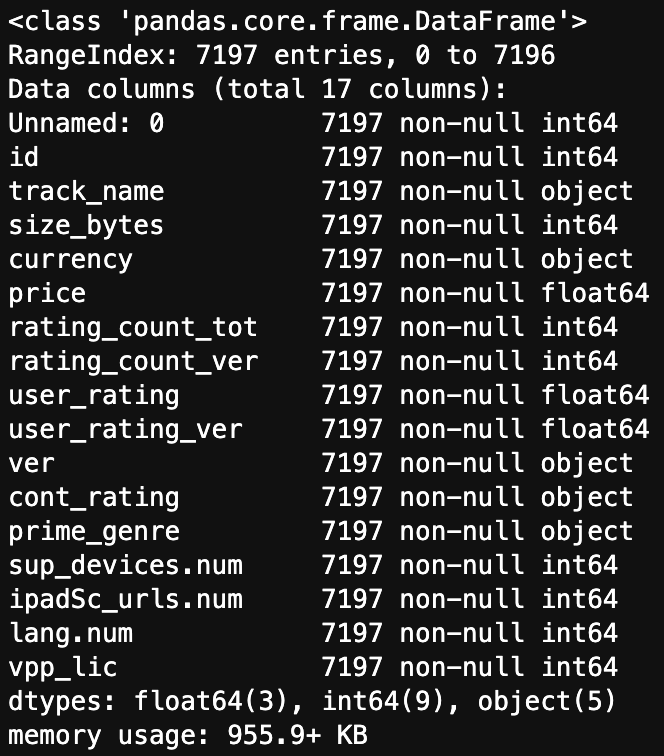 <class 'pandas.core.frame.DataFrame'>
RangeIndex: 7197 entries, 0 to 7196
Data columns (total 17 columns):
Unnamed: 0          7197 non-null int64
id                  7197 non-null int64
track_name          7197 non-null object
size_bytes          7197 non-null int64
currency            7197 non-null object
price               7197 non-null float64
rating_count_tot    7197 non-null int64
rating_count_ver    7197 non-null int64
user_rating         7197 non-null float64
user_rating_ver     7197 non-null float64
ver                 7197 non-null object
cont_rating         7197 non-null object
prime_genre         7197 non-null object
sup_devices.num     7197 non-null int64
ipadSc_urls.num     7197 non-null int64
lang.num            7197 non-null int64
vpp_lic             7197 non-null int64
dtypes: float64(3), int64(9), object(5)
memory usage: 955.9+ KB